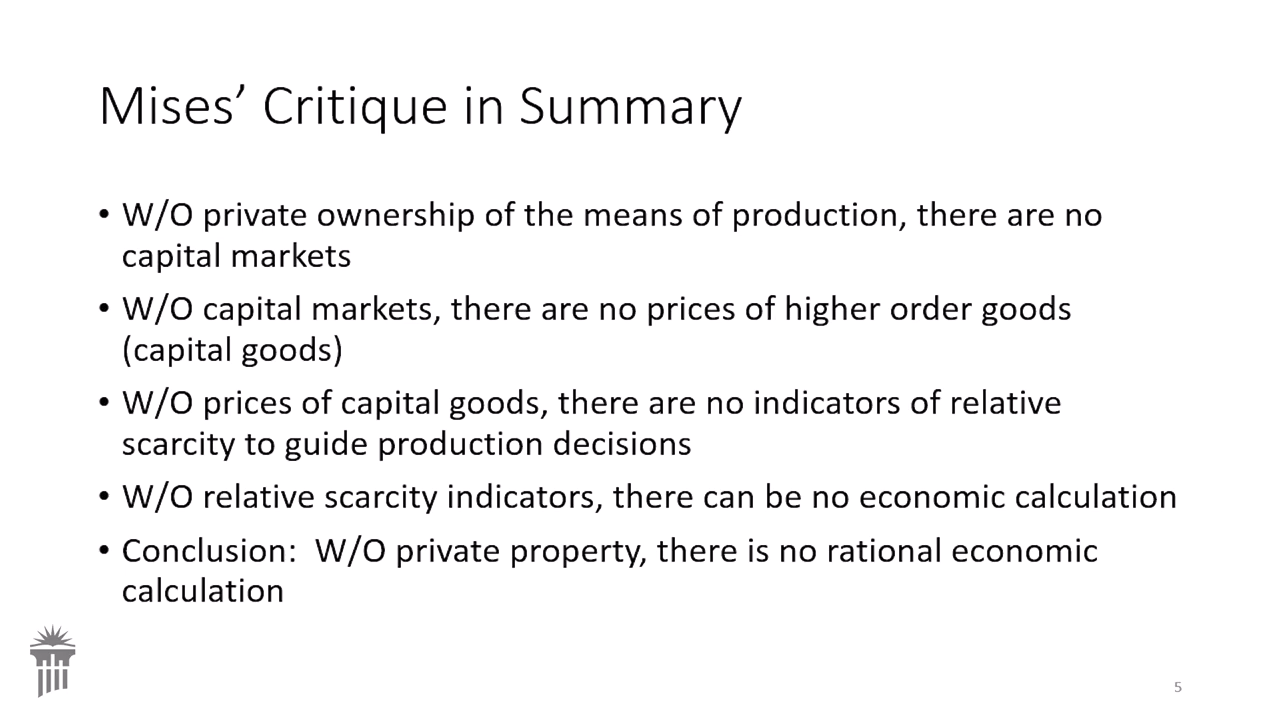 Mises’ Critique in Summary
• W/O private ownership of the means of production, there are no
capital markets
• W/O capital markets, there are no prices of higher order goods
(capital goods)
• W/O prices of capital goods, there are no indicators of relative
scarcity to guide production decisions
• W/O relative scarcity indicators, there can be no economic calculation
• Conclusion:  W/O private property, there is no rational economic
calculation
5